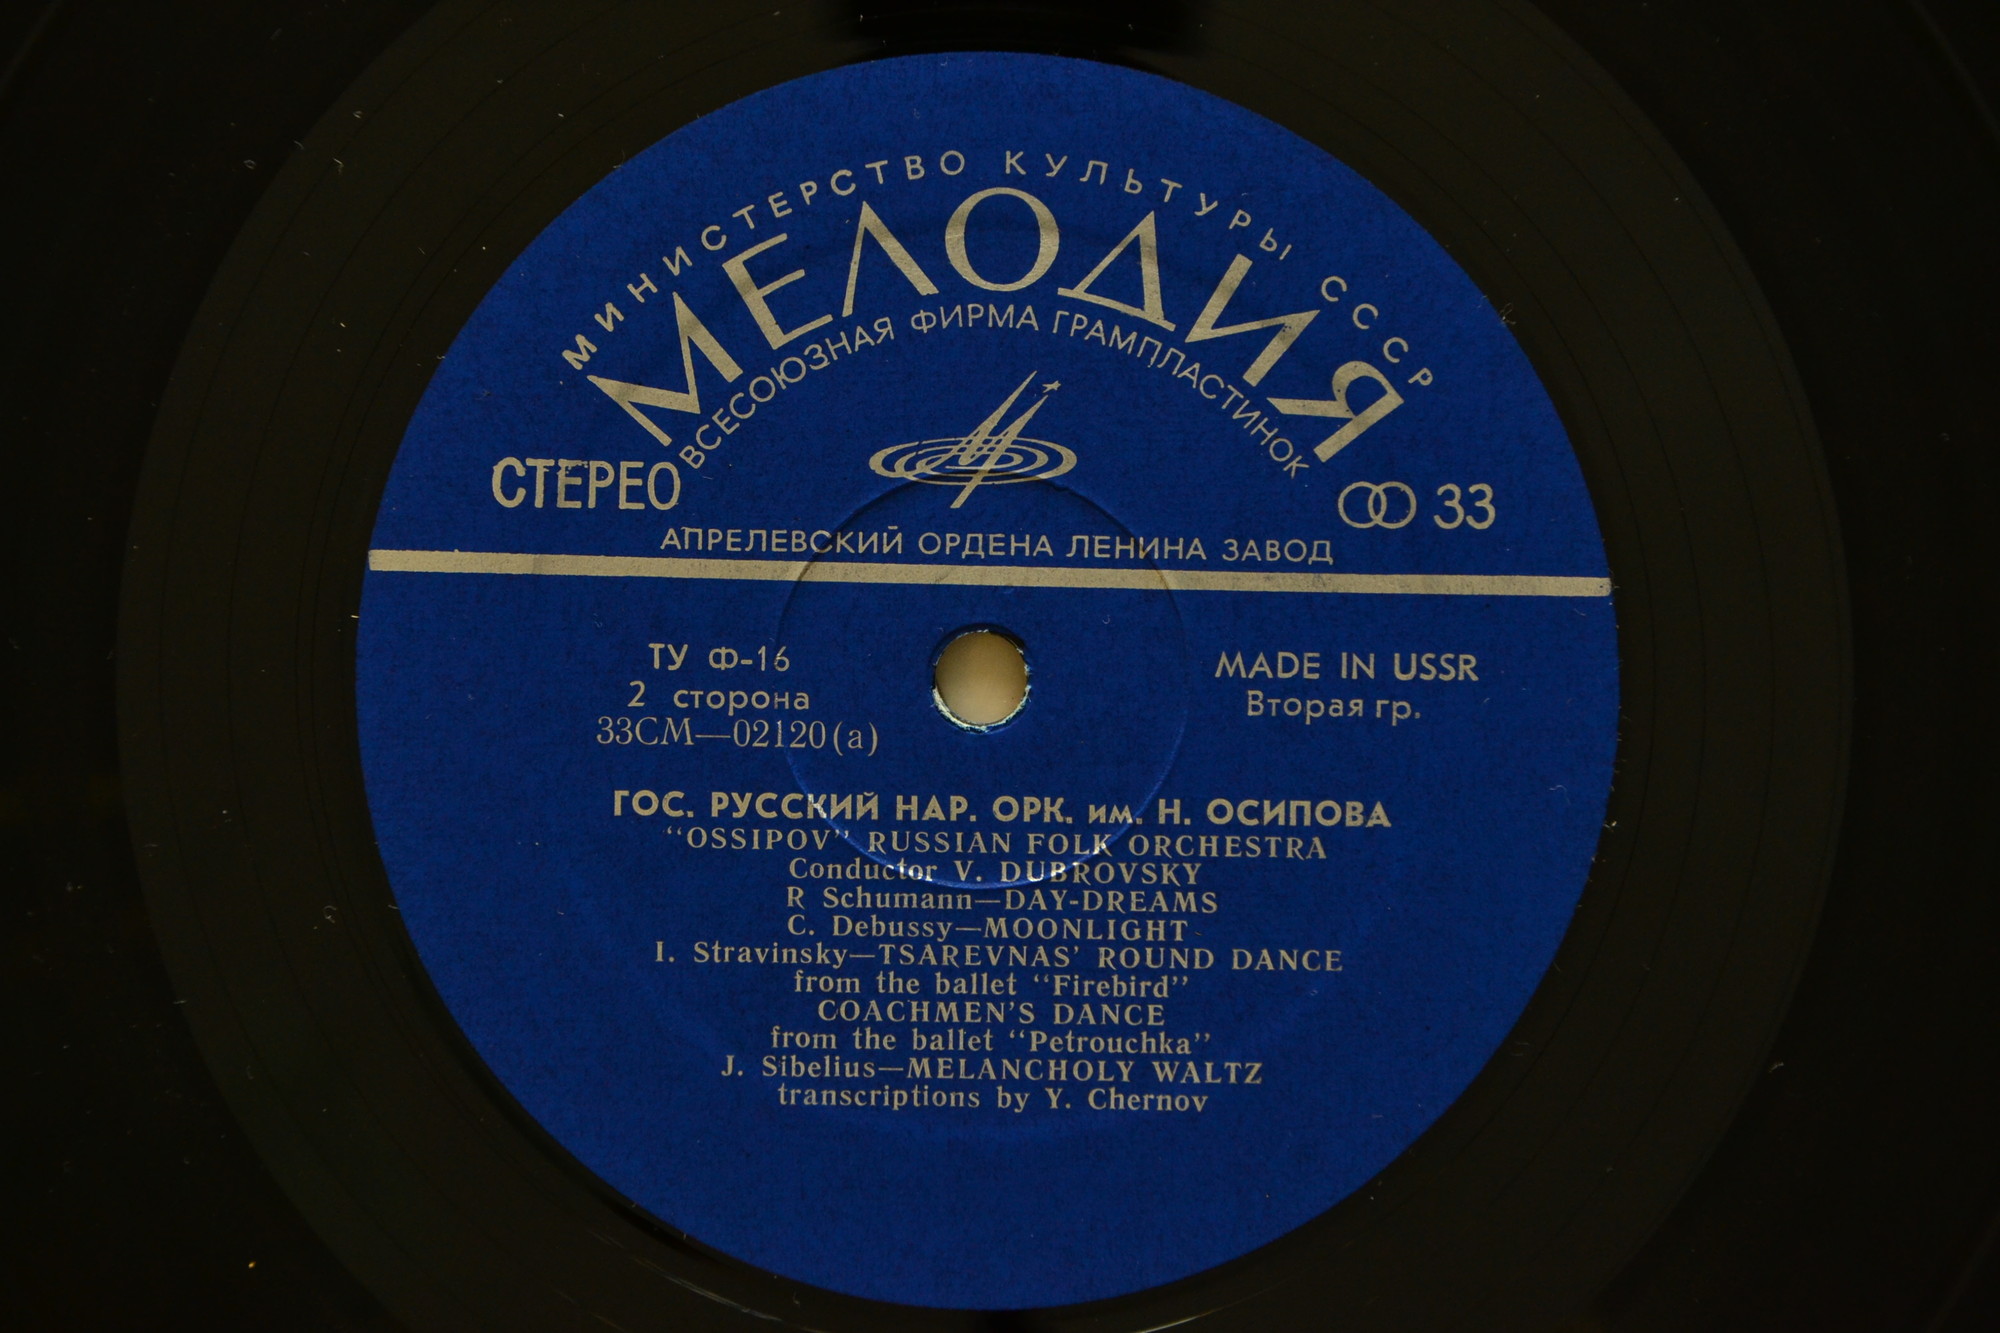 МИНИСТЕРСТВО КУЛЬТУРЫ СССР
МЕЛОДИЯ
ВСЕСОЮЗНАЯ ФИРМА ГРАМПЛАСТИНОК
СТЕРЕО
33
АПРЕЛЕВСКИЙ ОРДЕНА ЛЕНИНА ЗАВОД
ТУ Ф-16
2 сторона
33СМ—02120(а)
MADE IN USSR
Вторая гр.
ГОС. РУССКИЙ НАР. ОРК. им. Н. ОСИПОВА
“OSSIPOV” RUSSIAN FOLK ORCHESTRA
Conductor V. DUBROVSKY
R Schumann—DAY-DREAMS
C. Debussy—MOONLIGHT
I. Stravinsky—TSAREVNAS’ ROUND DANCE
from the ballet “Firebird”
COACHMEN’S DANCE
from the ballet “Petrouchka”
J. Sibelius—MELANCHOLY WALTZ
transcriptions by Y. Chernov